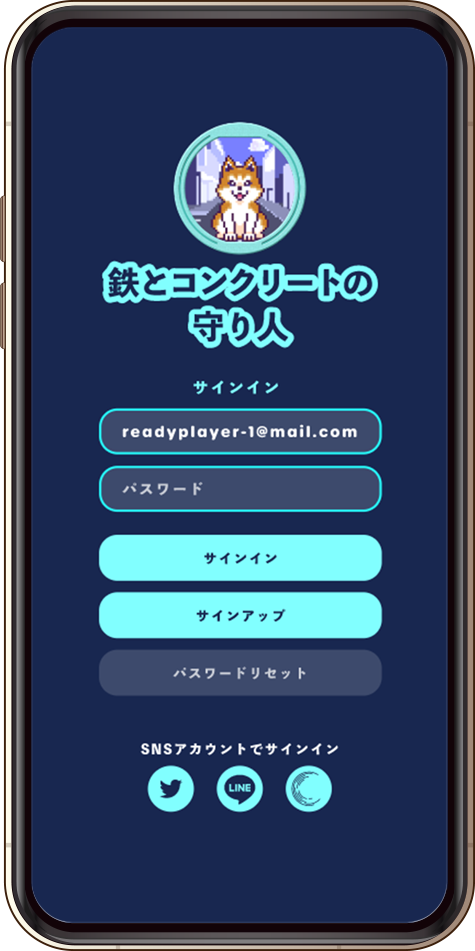 鉄とコンクリートの
守り人
サインイン
readyplayer-1@mail.com
パスワード
サインイン
サインアップ
パスワードリセット
SNSアカウントでサインイン
LINE